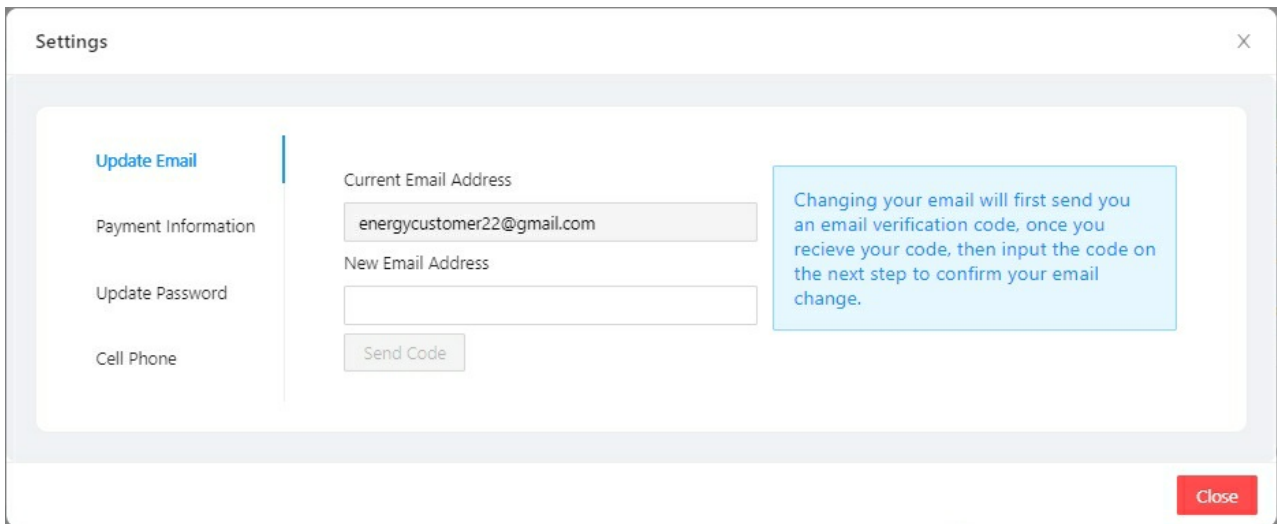 Settings
X
Update Email
Payment Information
Update Password
Cell Phone
Current Email Address
energycustomer22@gmail.com
New Email Address
Send Code
Changing your email will first send you
an email verification code, once you
recieve your code, then input the code on
the next step to confirm your email
change.
Close